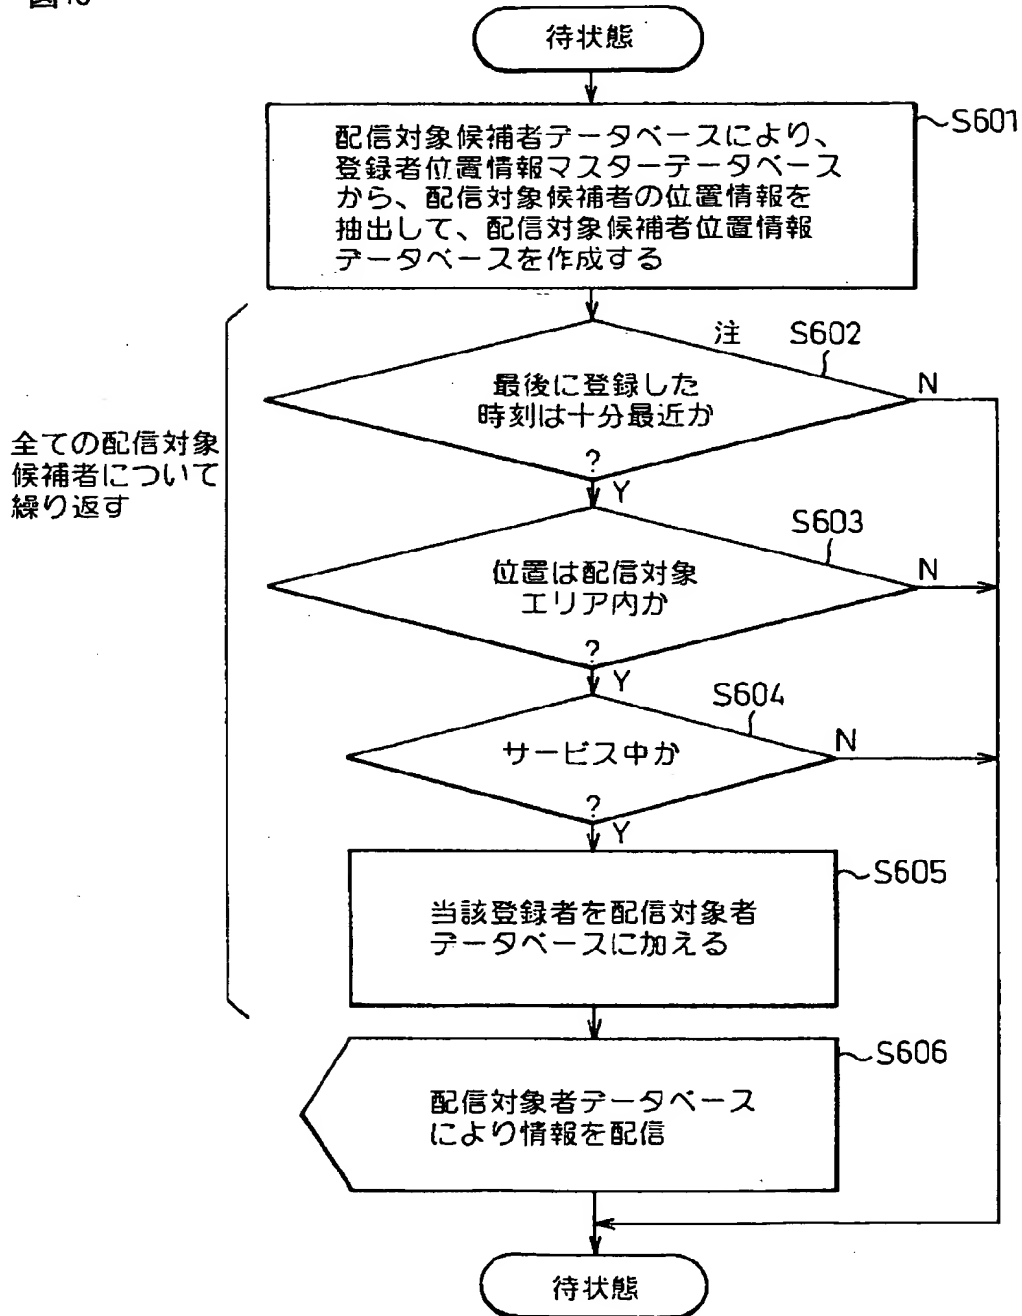 待状態
S601
配信対象候補者データベースにより、
登録者位置情報マスターデータベース
から、配信対象候補者の位置情報を
抽出して、配信対象候補者位置情報
データベースを作成する
注
S602
最後に登録した
時刻は十分最近か
?
N
Y
全ての配信対象
候補者について
繰り返す
S603
位置は配信対象
エリア内か
?
N
Y
S604
サービス中か
?
N
Y
S605
当該登録者を配信対象者
データベースに加える
S606
配信対象者データベース
により情報を配信
待状態